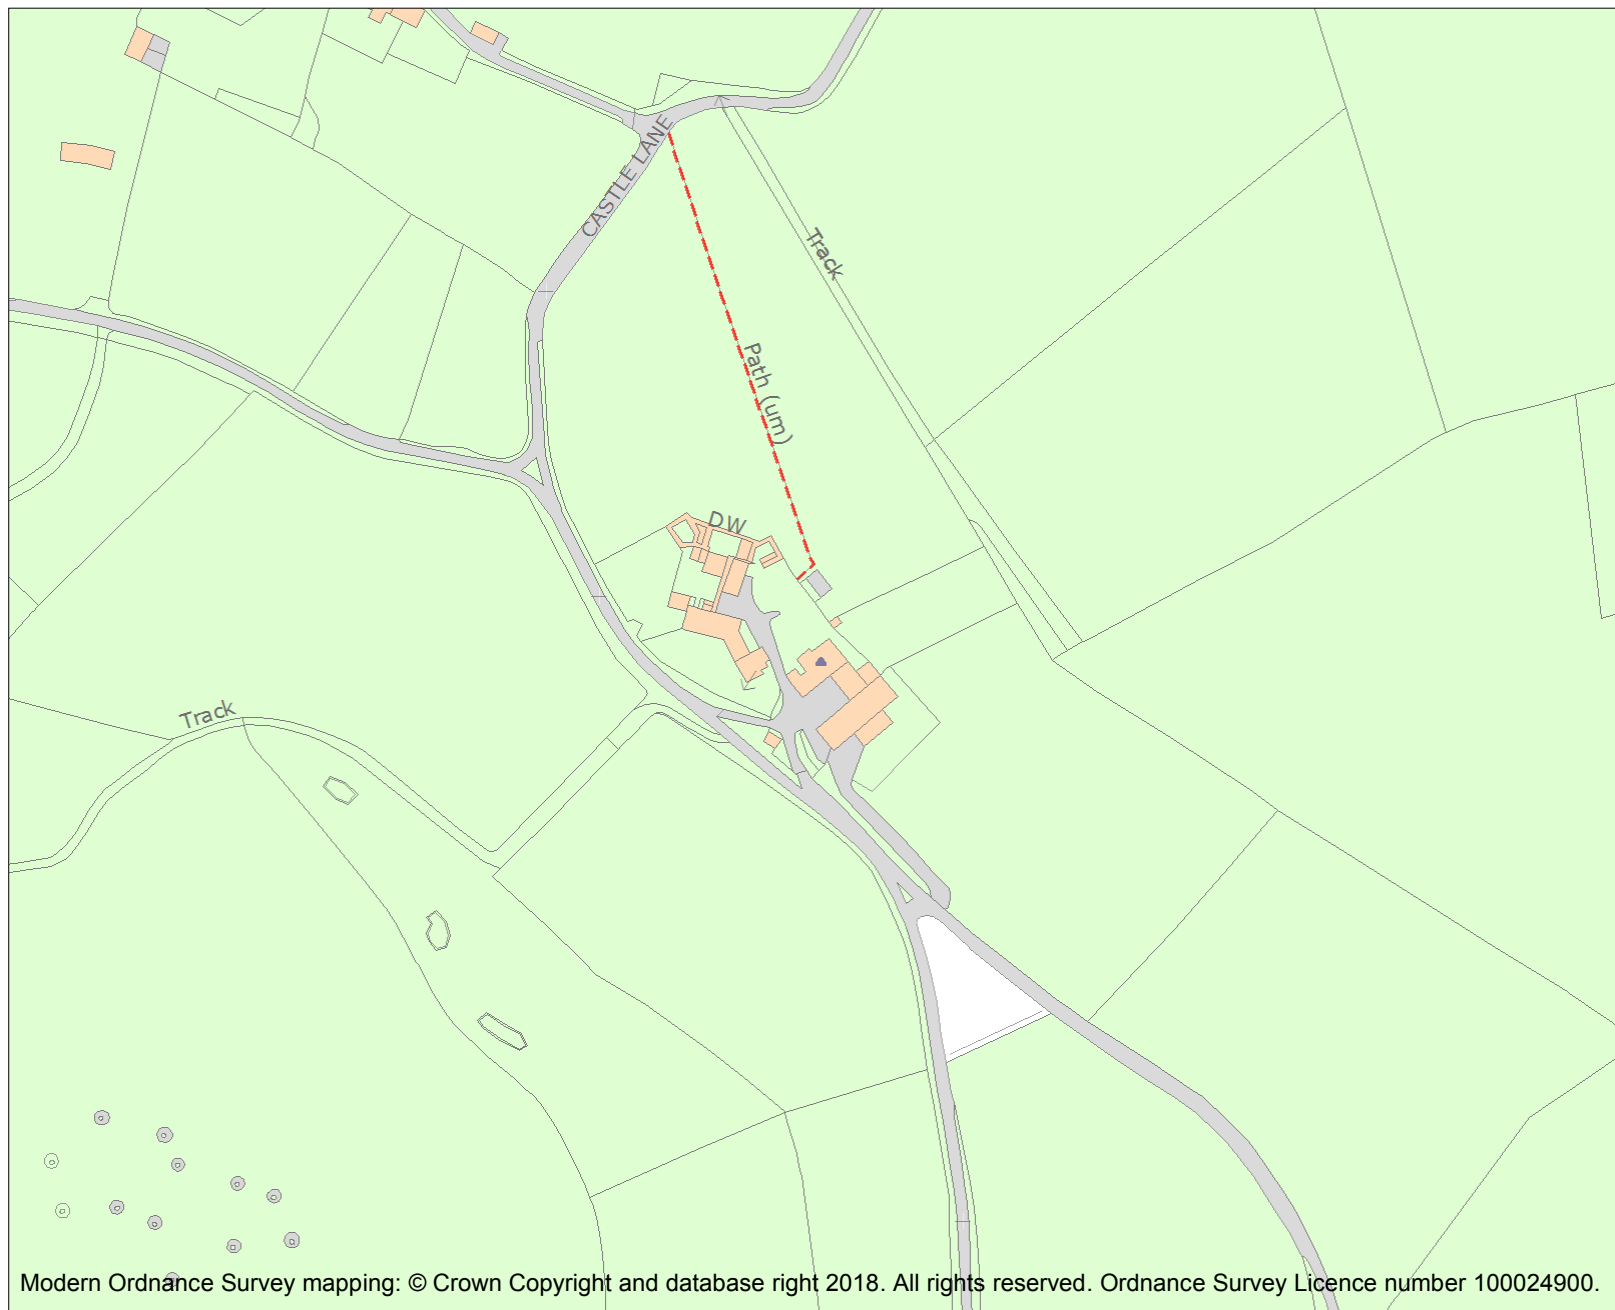 CASTLE LANE
Track
Path (um)
DW
Track
Modern Ordnance Survey mapping: © Crown Copyright and database right 2018. All rights reserved. Ordnance Survey Licence number 100024900.